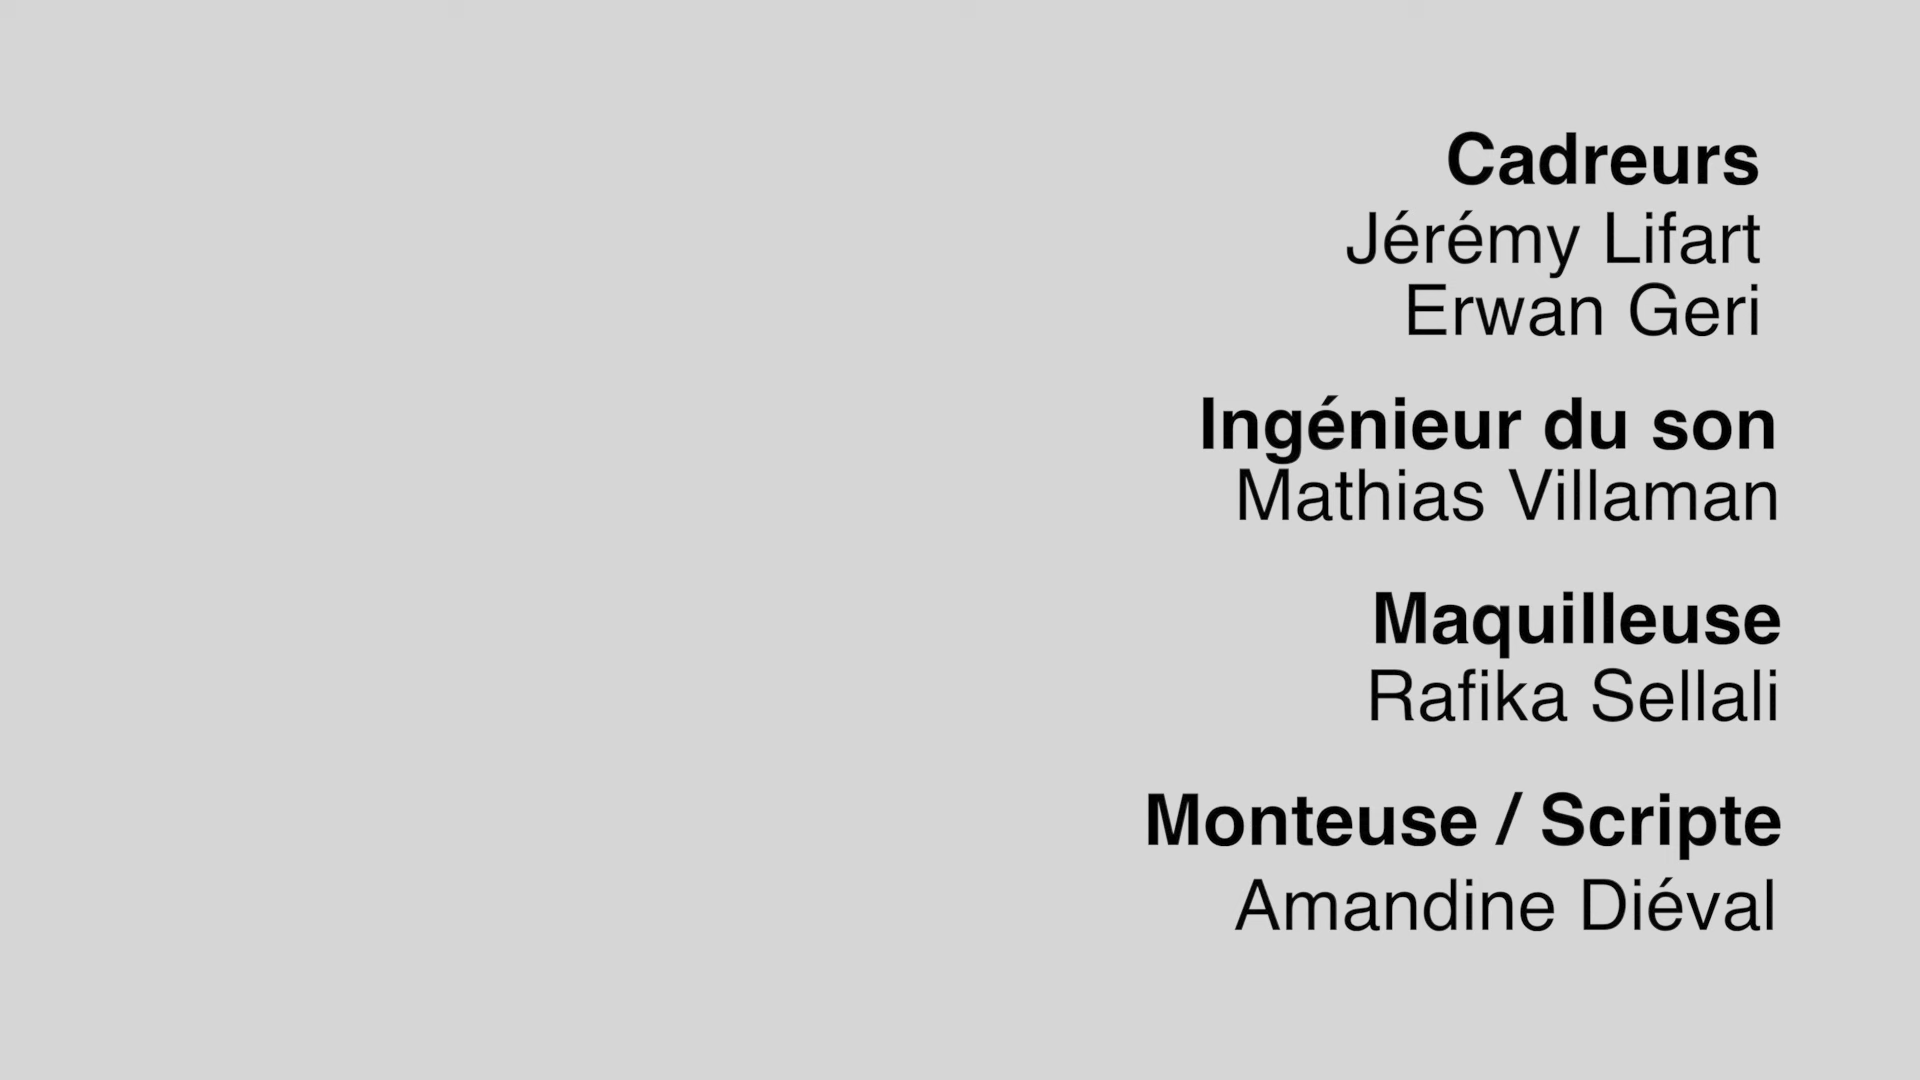 Cadreurs
Jérémy Lifart
Erwan Geri
Ingénieur du son
Mathias Villaman
Maquilleuse
Rafika Sellali
Monteuse / Scripte
Amandine Diéval